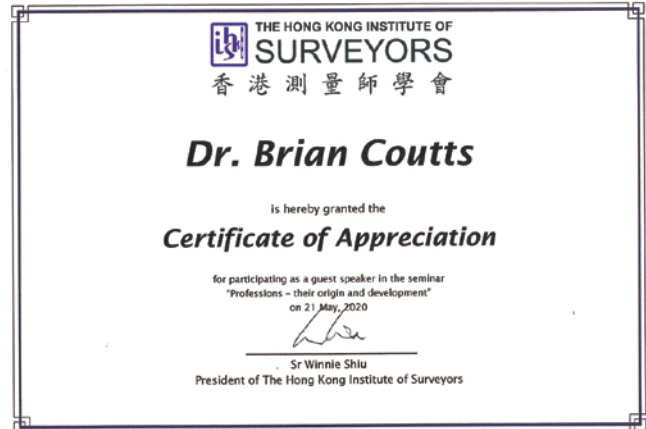 THE HONG KONG INSTITUTE OF
SURVEYORS
香港測量師學會
Dr. Brian Coutts
is hereby granted the
Certificate of Appreciation
for participating as a guest speaker in the seminar
"Professions – their origin and development"
on 21 May, 2020
Sr Winnie Shiu
President of The Hong Kong Institute of Surveyors